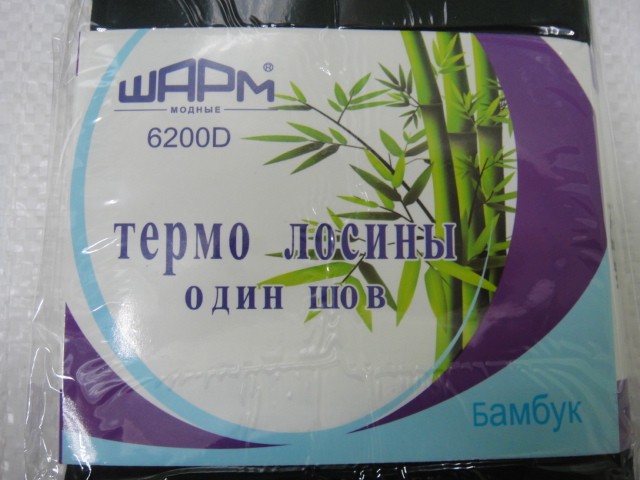 ШАРМ®
МОДНЫЕ
6200D
термо лосины
один шов
Бамбук